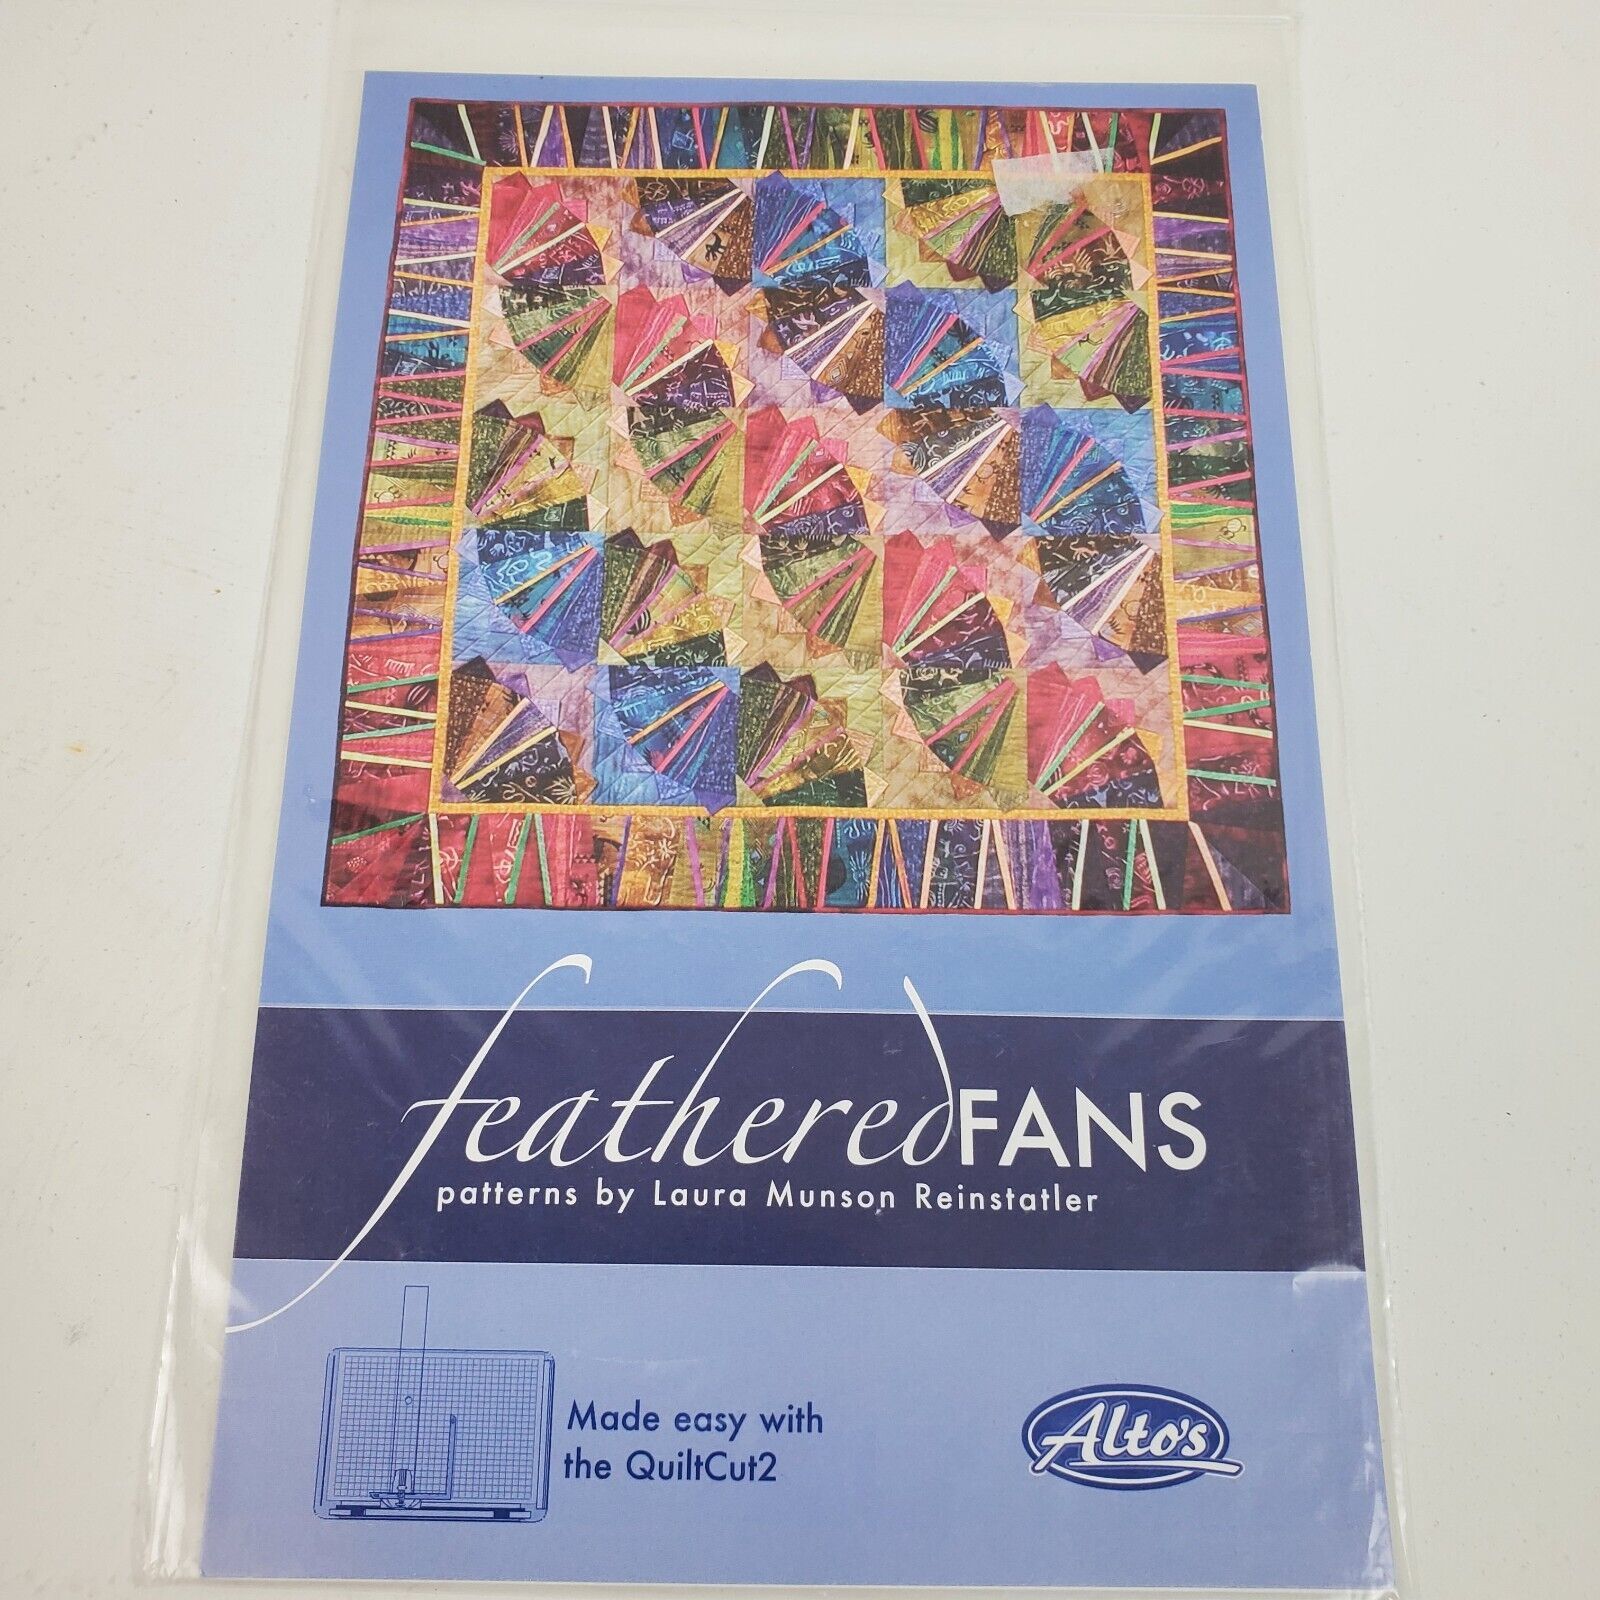 featheredFANS
patterns by Laura Munson Reinstatler
Made easy with
the QuiltCut2
Alto's